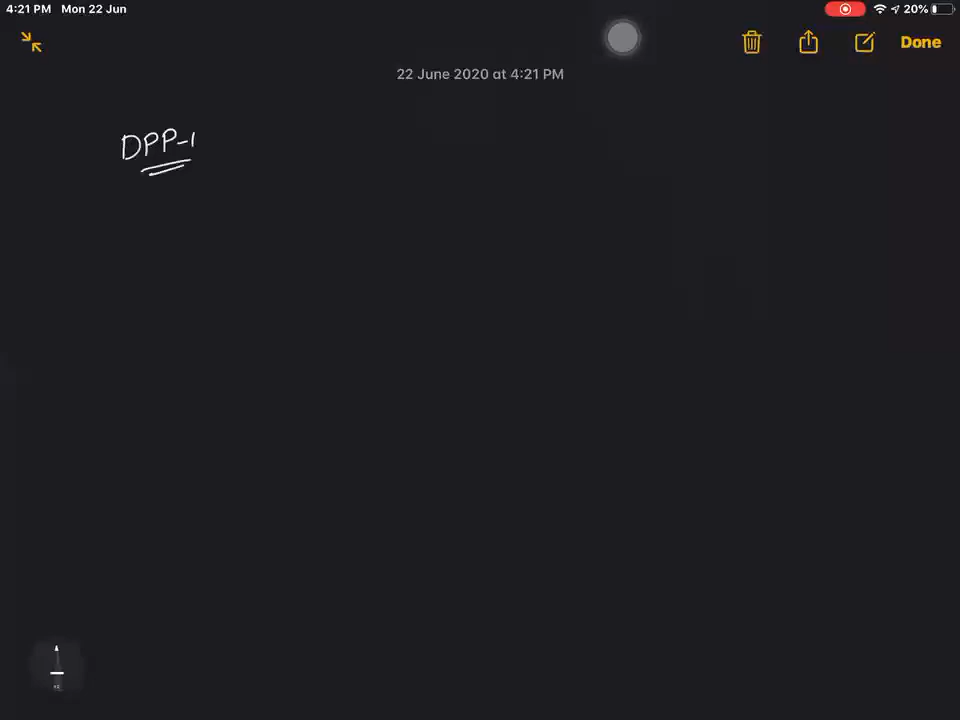 4:21 PM Mon 22 Jun 20%
Done
22 June 2020 at 4:21 PM
DPP-1